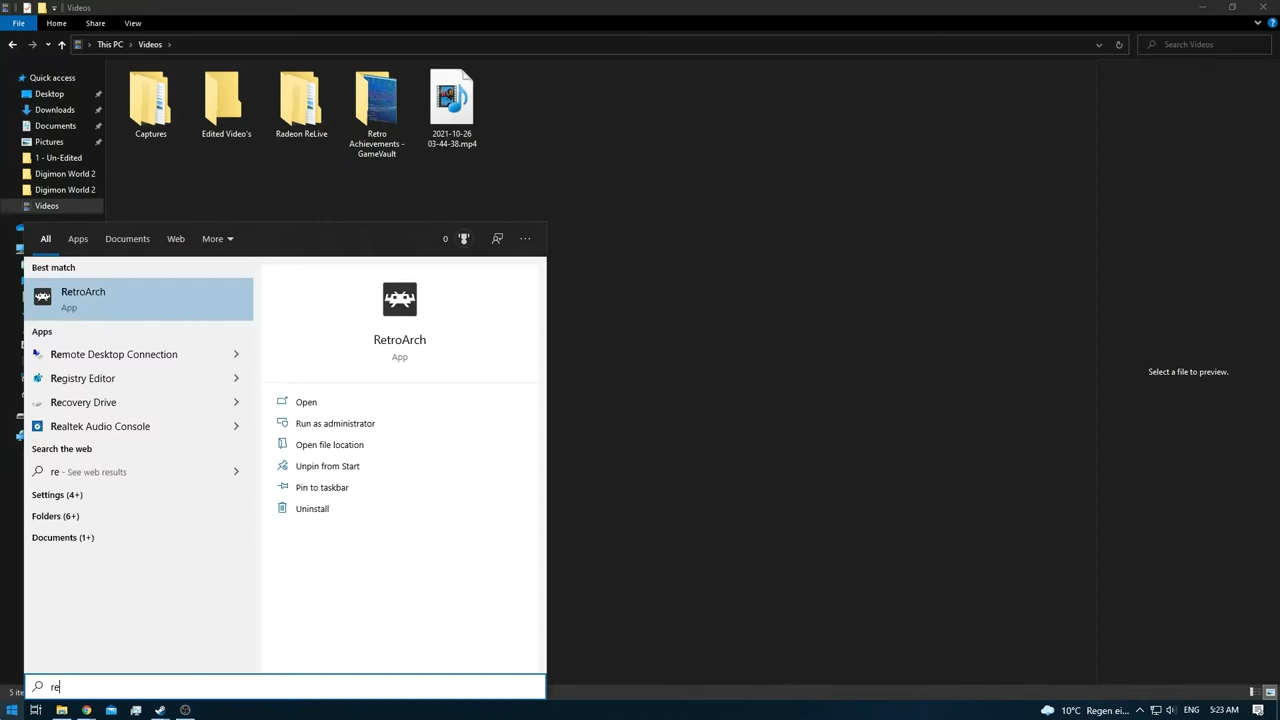 Videos
File
Home
Share
View
This PC
Videos
Search Videos
Quick access
Desktop
Downloads
Documents
Pictures
1 - Un-Edited
Digimon World 2
Digimon World 2
Videos
Captures
Edited Video's
Radeon ReLive
Retro
Achievements -
GameVault
2021-10-26
03-44-38.mp4
All
Apps
Documents
Web
More
0
Best match
RetroArch
App
Apps
Remote Desktop Connection
Registry Editor
Recovery Drive
Realtek Audio Console
Search the web
re - See web results
Settings (4+)
Folders (6+)
Documents (1+)
RetroArch
App
Open
Run as administrator
Open file location
Unpin from Start
Pin to taskbar
Uninstall
Select a file to preview.
re
5 ite
10°C Regen ei...
ENG
5:23 AM